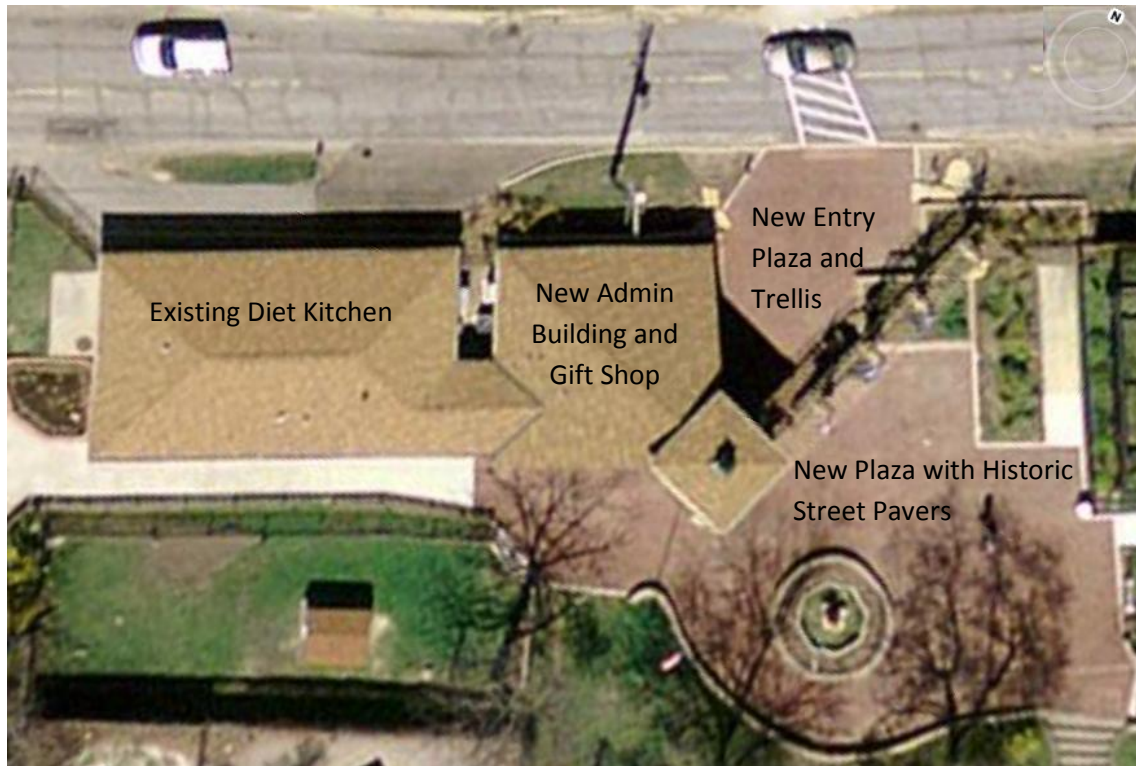 N
New Entry
Plaza and
Trellis
Existing Diet Kitchen
New Admin
Building and
Gift Shop
New Plaza with Historic
Street Pavers